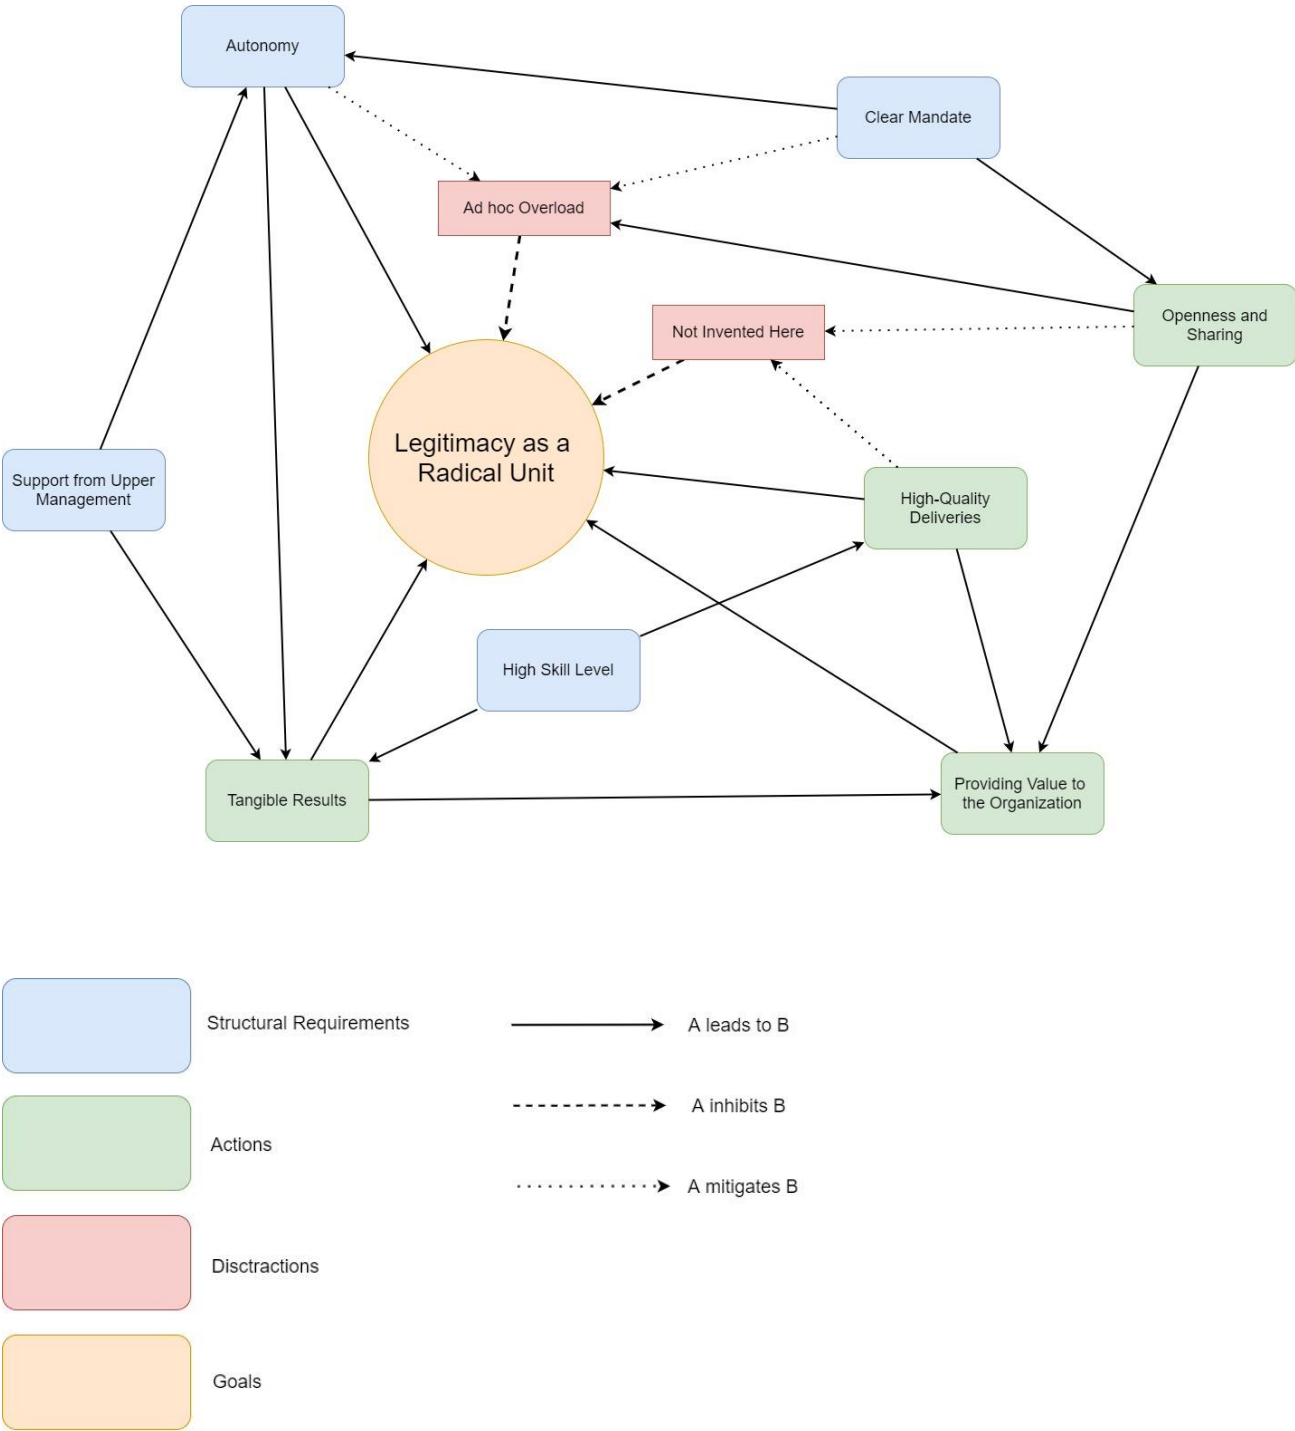 Autonomy
Clear Mandate
Ad hoc Overload
Openness and
Sharing
Not Invented Here
Legitimacy as a
Radical Unit
Support from Upper
Management
High-Quality
Deliveries
High Skill Level
Tangible Results
Providing Value to
the Organization
Structural Requirements
A leads to B
A inhibits B
Actions
A mitigates B
Disctractions
Goals